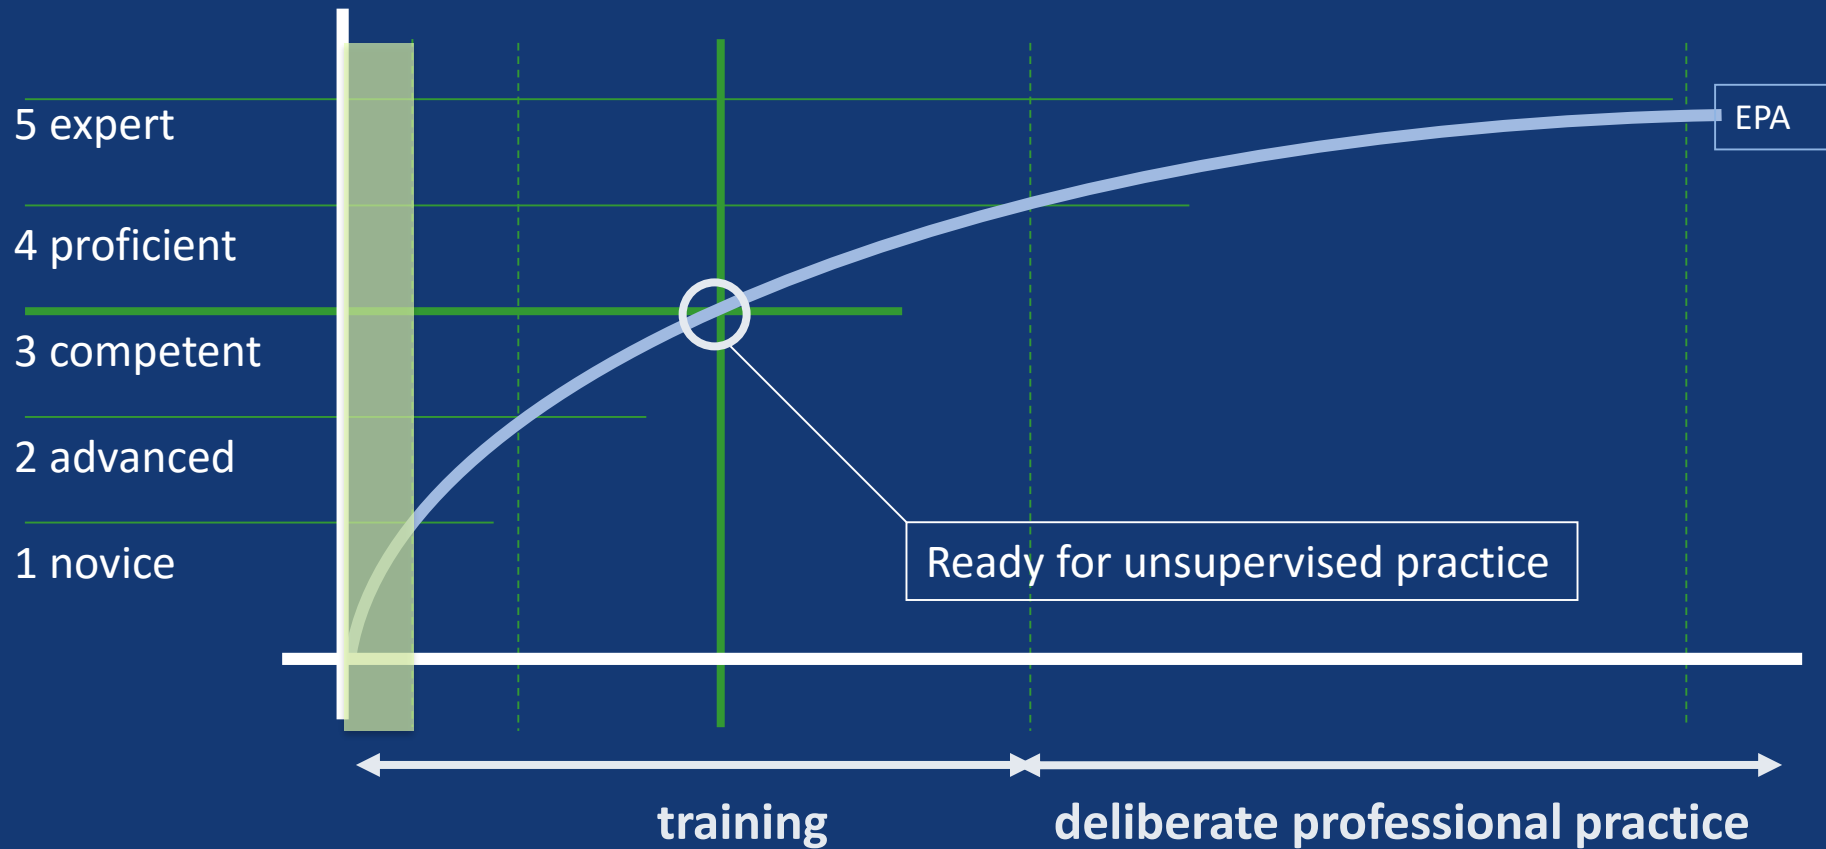 5 expert
EPA
4 proficient
3 competent
2 advanced
1 novice
Ready for unsupervised practice
training
deliberate professional practice